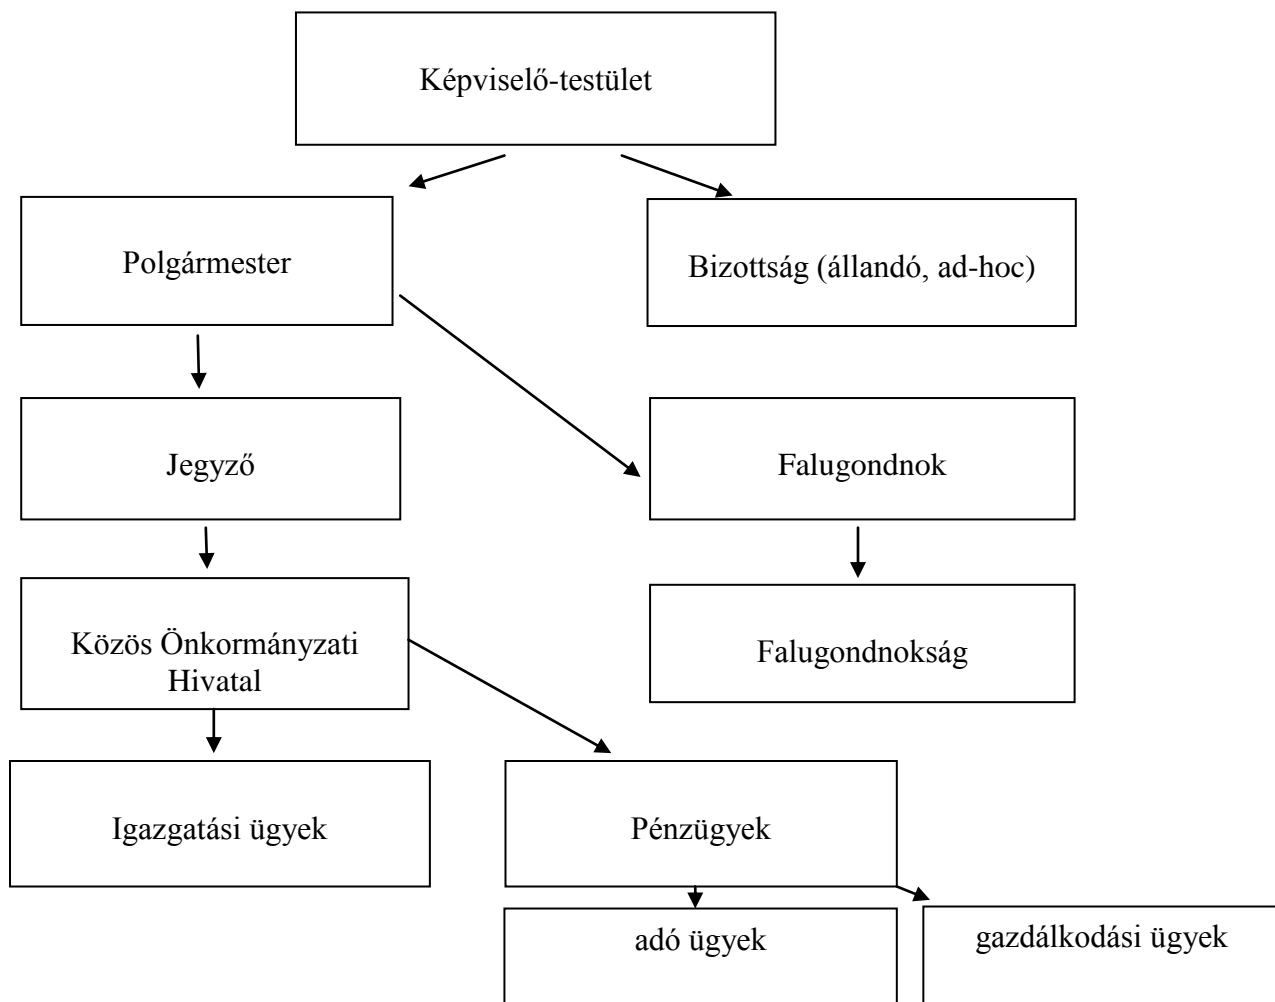 Képviselő-testület
Polgármester
Bizottság (állandó, ad-hoc)
Jegyző
Falugondnok
Közös Önkormányzati
Hivatal
Falugondnokság
Igazgatási ügyek
Pénzügyek
adó ügyek
gazdálkodási ügyek